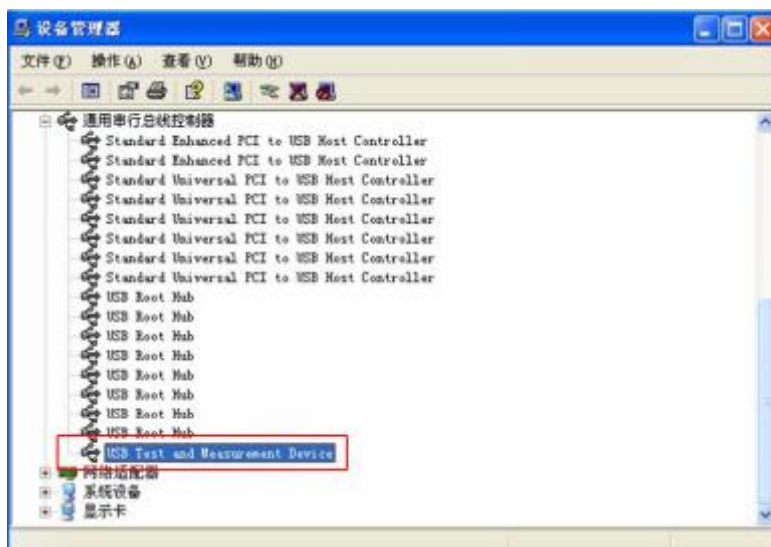 设备管理器
文件(F) 操作(A) 查看(V) 帮助(H)
通用串行总线控制器
Standard Enhanced PCI to USB Host Controller
Standard Enhanced PCI to USB Host Controller
Standard Universal PCI to USB Host Controller
Standard Universal PCI to USB Host Controller
Standard Universal PCI to USB Host Controller
Standard Universal PCI to USB Host Controller
Standard Universal PCI to USB Host Controller
Standard Universal PCI to USB Host Controller
USB Root Hub
USB Root Hub
USB Root Hub
USB Root Hub
USB Root Hub
USB Root Hub
USB Root Hub
USB Root Hub
USB Test and Measurement Device
网络适配器
系统设备
显示卡